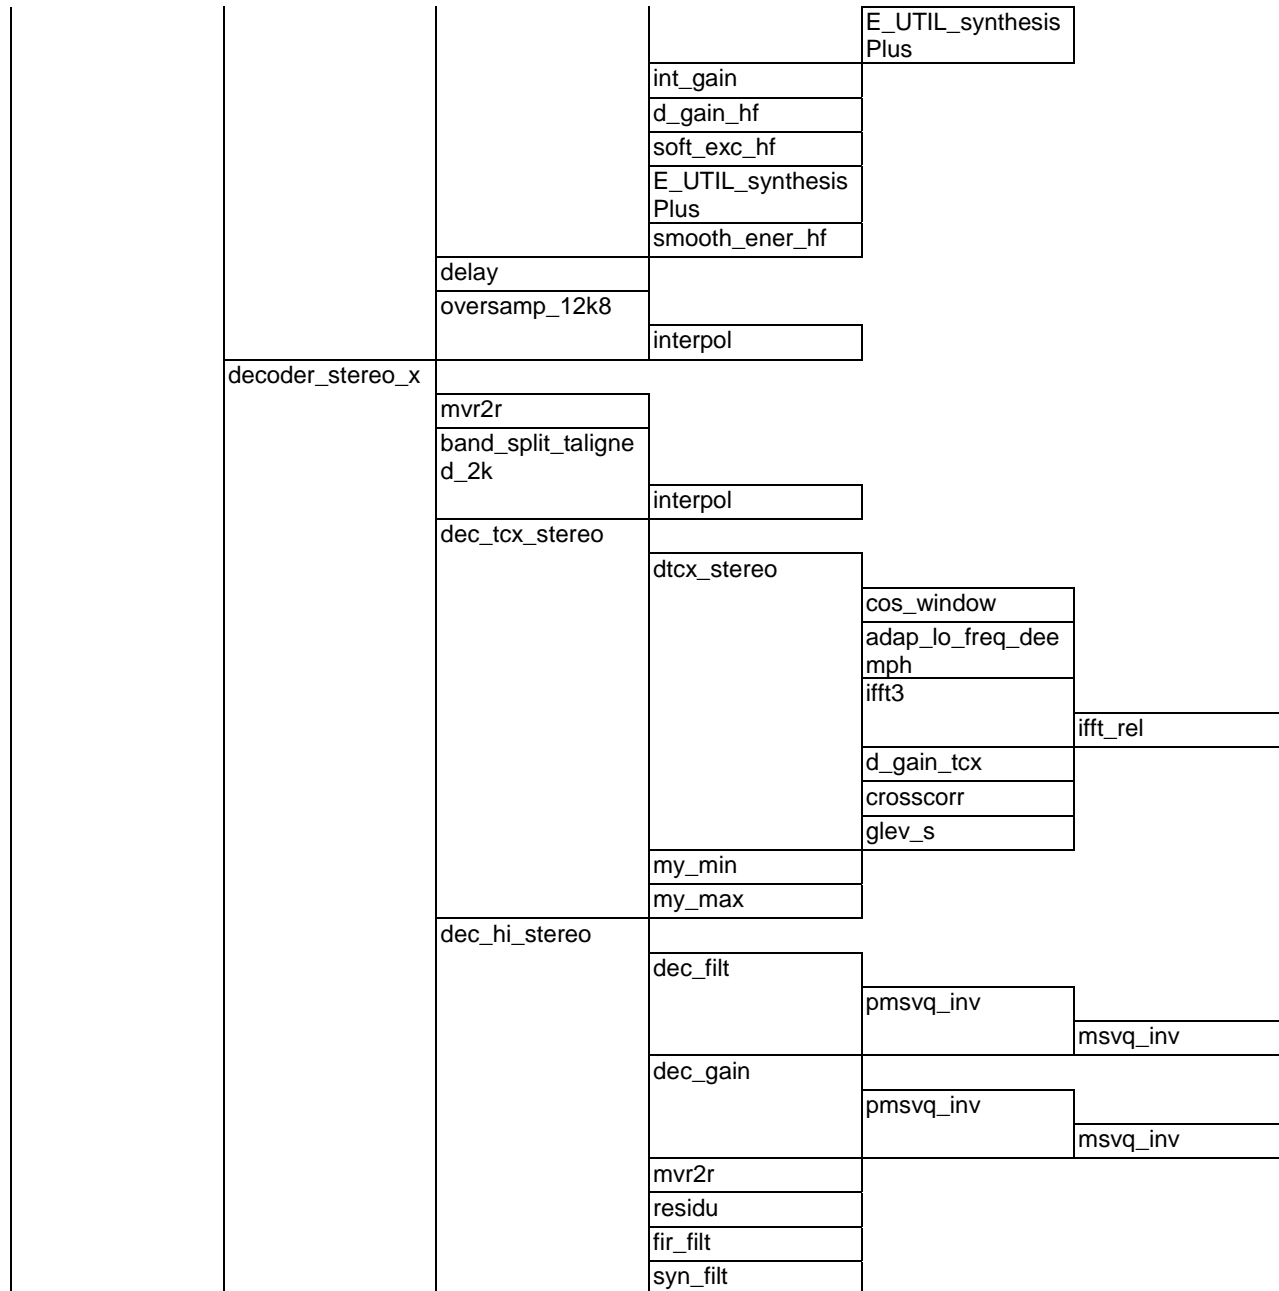 E_UTIL_synthesis
Plus
int_gain
d_gain_hf
soft_exc_hf
E_UTIL_synthesis
Plus
smooth_ener_hf
delay
oversamp_12k8
interpol
decoder_stereo_x
mvr2r
band_split_taligne
d_2k
interpol
dec_tcx_stereo
dtcx_stereo
cos_window
adap_lo_freq_dee
mph
ifft3
ifft_rel
d_gain_tcx
crosscorr
glev_s
my_min
my_max
dec_hi_stereo
dec_filt
pmsvq_inv
msvq_inv
dec_gain
pmsvq_inv
msvq_inv
mvr2r
residu
fir_filt
syn_filt